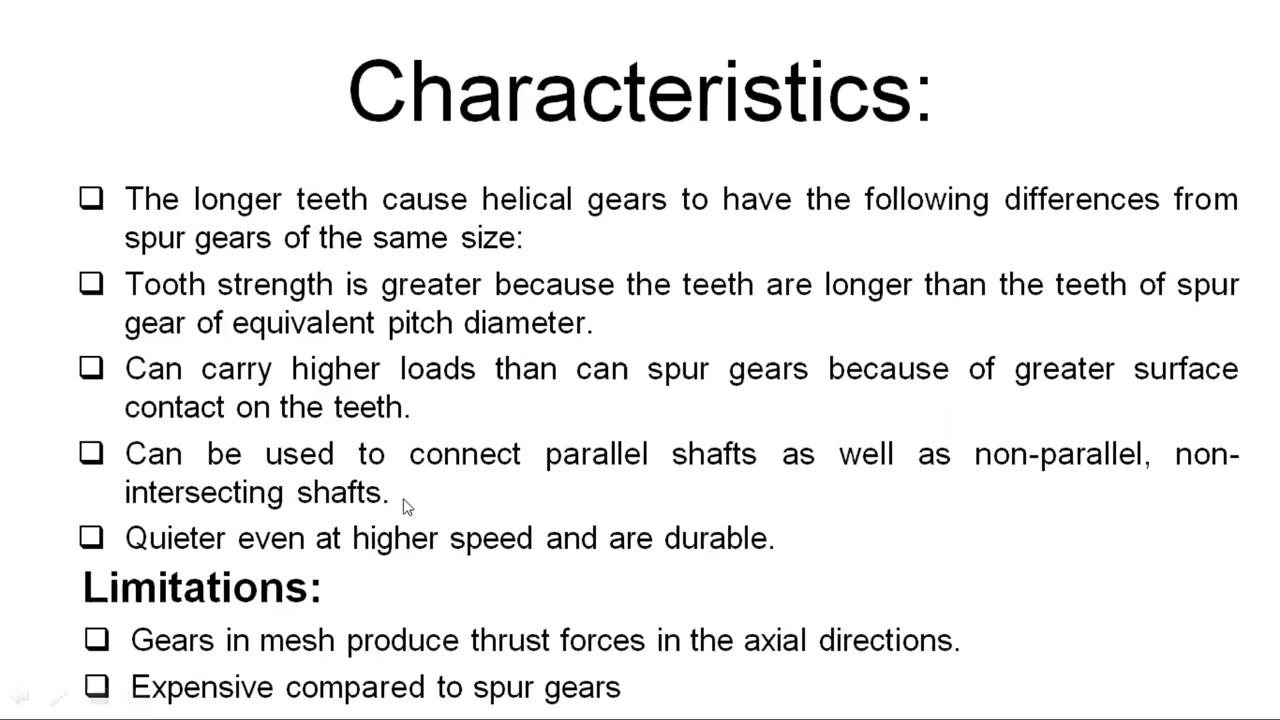 Characteristics:
The longer teeth cause helical gears to have the following differences from
spur gears of the same size:
Tooth strength is greater because the teeth are longer than the teeth of spur
gear of equivalent pitch diameter.
Can carry higher loads than can spur gears because of greater surface
contact on the teeth.
Can be used to connect parallel shafts as well as non-parallel, non-
intersecting shafts.
Quieter even at higher speed and are durable.
Limitations:
Gears in mesh produce thrust forces in the axial directions.
Expensive compared to spur gears